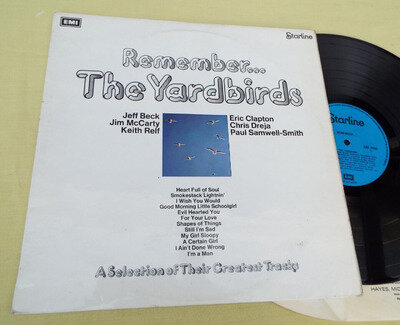 EMI
Starline
Remember...
The Yardbirds
Jeff Beck
Jim McCarty
Keith Relf
Eric Clapton
Chris Dreja
Paul Samwell-Smith
Heart Full of Soul
Smokestack Lightnin'
I Wish You Would
Good Morning Little Schoolgirl
Evil Hearted You
For Your Love
Shapes of Things
Still I'm Sad
My Girl Sloopy
A Certain Girl
I Ain't Done Wrong
I'm a Man
A Selection of Their Greatest Tracks
Starline
EMI
HAYES, MID